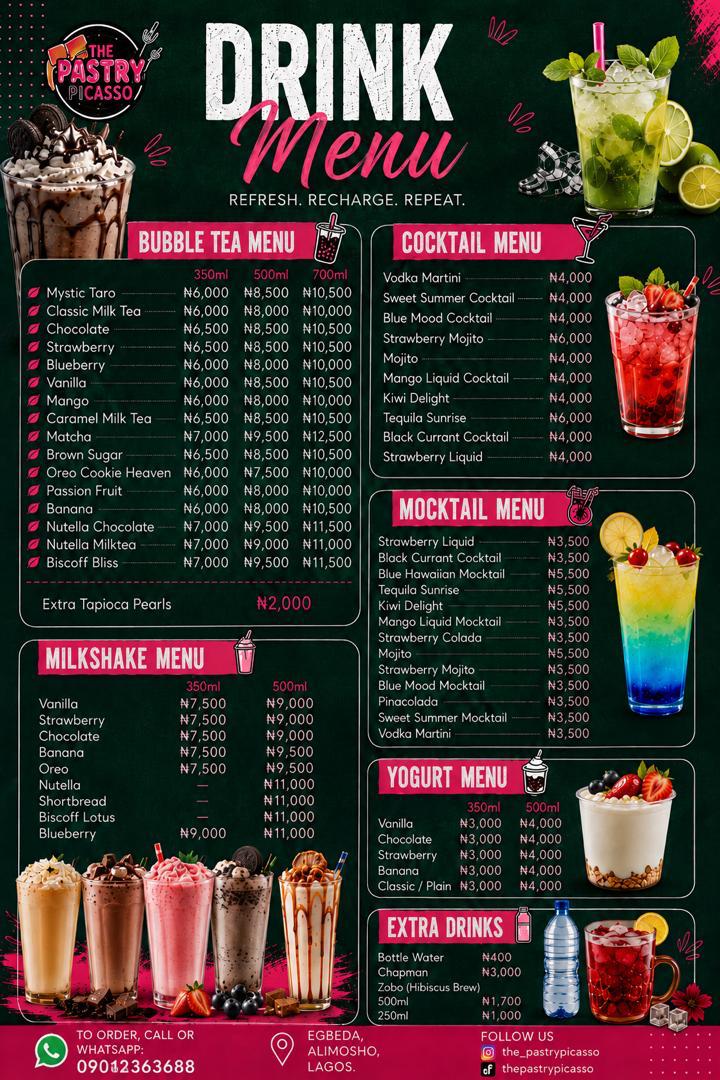 THE
PASTRY
PICASSO
DRINK
Menu
REFRESH. RECHARGE. REPEAT.
BUBBLE TEA MENU
350ml 500ml 700ml
Mystic Taro ₦6,000 ₦8,500 ₦10,500
Classic Milk Tea ₦6,000 ₦8,500 ₦10,500
Chocolate ₦6,500 ₦8,000 ₦10,500
Strawberry ₦6,500 ₦8,500 ₦10,500
Blueberry ₦6,000 ₦8,000 ₦10,500
Vanilla ₦6,000 ₦8,000 ₦10,500
Mango ₦6,000 ₦8,000 ₦10,500
Caramel Milk Tea ₦6,500 ₦8,500 ₦10,500
Matcha ₦7,000 ₦9,500 ₦12,500
Brown Sugar ₦6,500 ₦8,500 ₦10,500
Oreo Cookie Heaven ₦6,000 ₦7,500 ₦10,000
Passion Fruit ₦6,000 ₦8,000 ₦10,000
Banana ₦6,500 ₦8,000 ₦10,000
Nutella Chocolate ₦7,000 ₦9,500 ₦11,500
Nutella Milktea ₦7,000 ₦9,000 ₦11,000
Biscoff Bliss ₦7,000 ₦9,500 ₦11,500
Extra Tapioca Pearls ₦2,000
MILKSHAKE MENU
350ml 500ml
Vanilla ₦7,500 ₦9,000
Strawberry ₦7,500 ₦9,000
Chocolate ₦7,500 ₦9,000
Banana ₦7,500 ₦9,500
Oreo ₦7,500 ₦9,500
Nutella — ₦11,000
Shortbread — ₦11,000
Biscoff Lotus — ₦11,000
Blueberry ₦9,000 ₦11,000
COCKTAIL MENU
Vodka Martini ₦4,000
Sweet Summer Cocktail ₦4,000
Blue Mood Cocktail ₦4,000
Strawberry Mojito ₦6,000
Mojito ₦4,000
Mango Liquid Cocktail ₦4,000
Kiwi Delight ₦4,000
Tequila Sunrise ₦6,000
Black Currant Cocktail ₦4,000
Strawberry Liquid ₦4,000
MOCKTAIL MENU
Strawberry Liquid ₦3,500
Black Currant Cocktail ₦3,500
Blue Hawaiian Mocktail ₦5,500
Tequila Sunrise ₦5,500
Kiwi Delight ₦5,500
Mango Liquid Mocktail ₦3,500
Strawberry Colada ₦3,500
Mojito ₦5,500
Strawberry Mojito ₦3,500
Blue Mood Mocktail ₦3,500
Pinacolada ₦3,500
Sweet Summer Mocktail ₦3,500
Vodka Martini ₦3,500
YOGURT MENU
350ml 500ml
Vanilla ₦3,000 ₦4,000
Chocolate ₦3,000 ₦4,000
Strawberry ₦3,000 ₦4,000
Banana ₦3,000 ₦4,000
Classic / Plain ₦3,000 ₦4,000
EXTRA DRINKS
Bottle Water ₦400
Chapman ₦3,000
Zobo (Hibiscus Brew)
500ml ₦1,700
250ml ₦1,000
TO ORDER, CALL OR
WHATSAPP:
09012363688
EGBEDA,
ALIMOSHO,
LAGOS.
FOLLOW US
the_pastrypicasso
thepastrypicasso